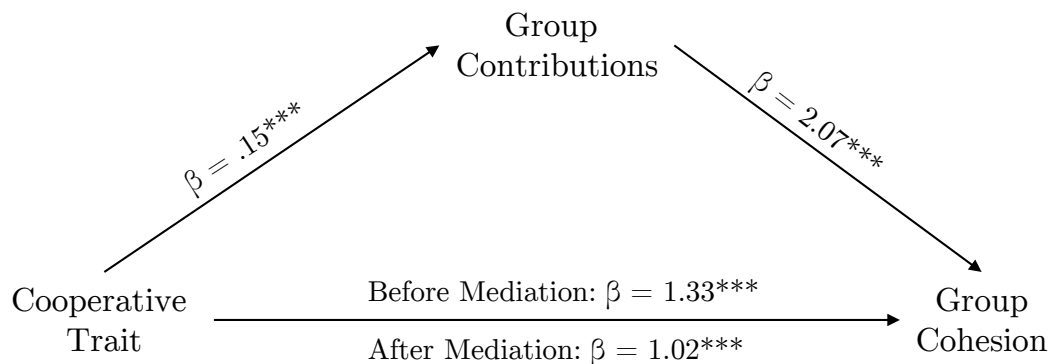 Group
Contributions
β = .15***
β = 2.07***
Cooperative
Trait
Before Mediation: β = 1.33***
After Mediation: β = 1.02***
Group
Cohesion